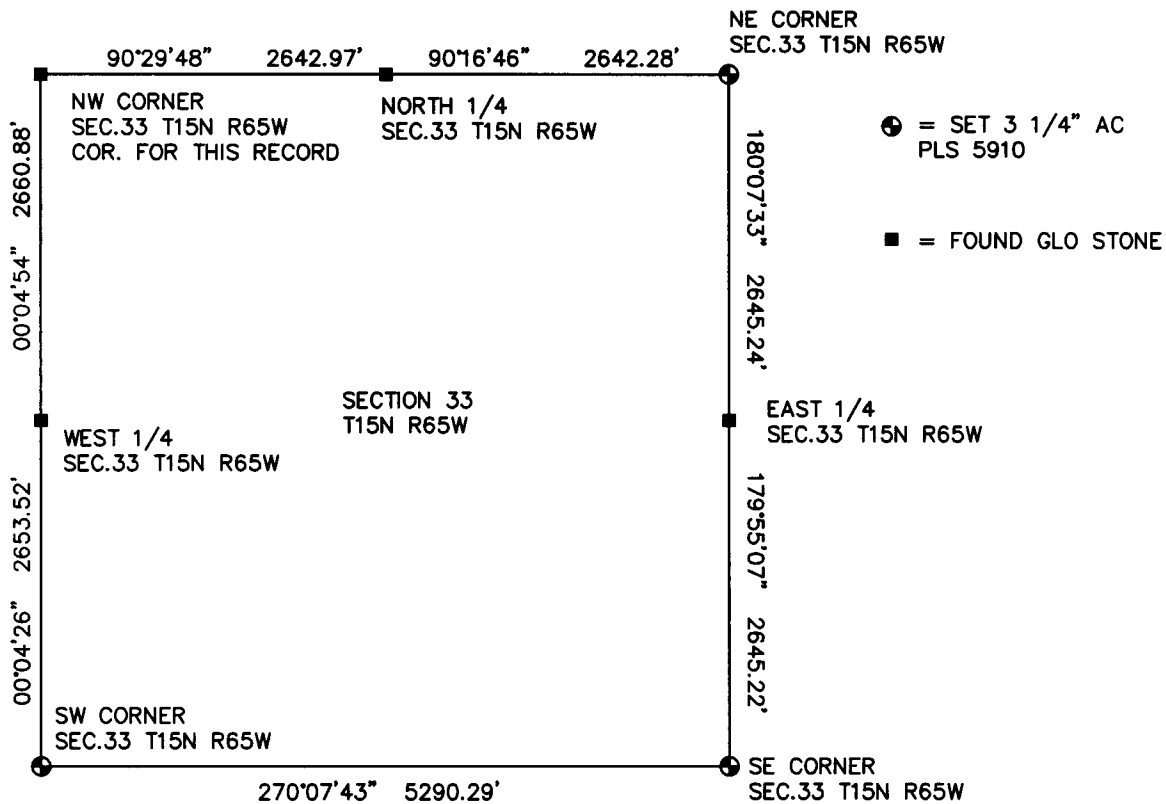 NE CORNER
SEC.33 T15N R65W
90°29'48" 2642.97' 90°16'46" 2642.28'
NW CORNER
SEC.33 T15N R65W
COR. FOR THIS RECORD
NORTH 1/4
SEC.33 T15N R65W
= SET 3 1/4" AC
PLS 5910
= FOUND GLO STONE
00°04'54" 2660.88'
180°07'33" 2645.24'
SECTION 33
T15N R65W
WEST 1/4
SEC.33 T15N R65W
EAST 1/4
SEC.33 T15N R65W
00°04'26" 2653.52'
179°55'07" 2645.22'
SW CORNER
SEC.33 T15N R65W
270°07'43" 5290.29'
SE CORNER
SEC.33 T15N R65W